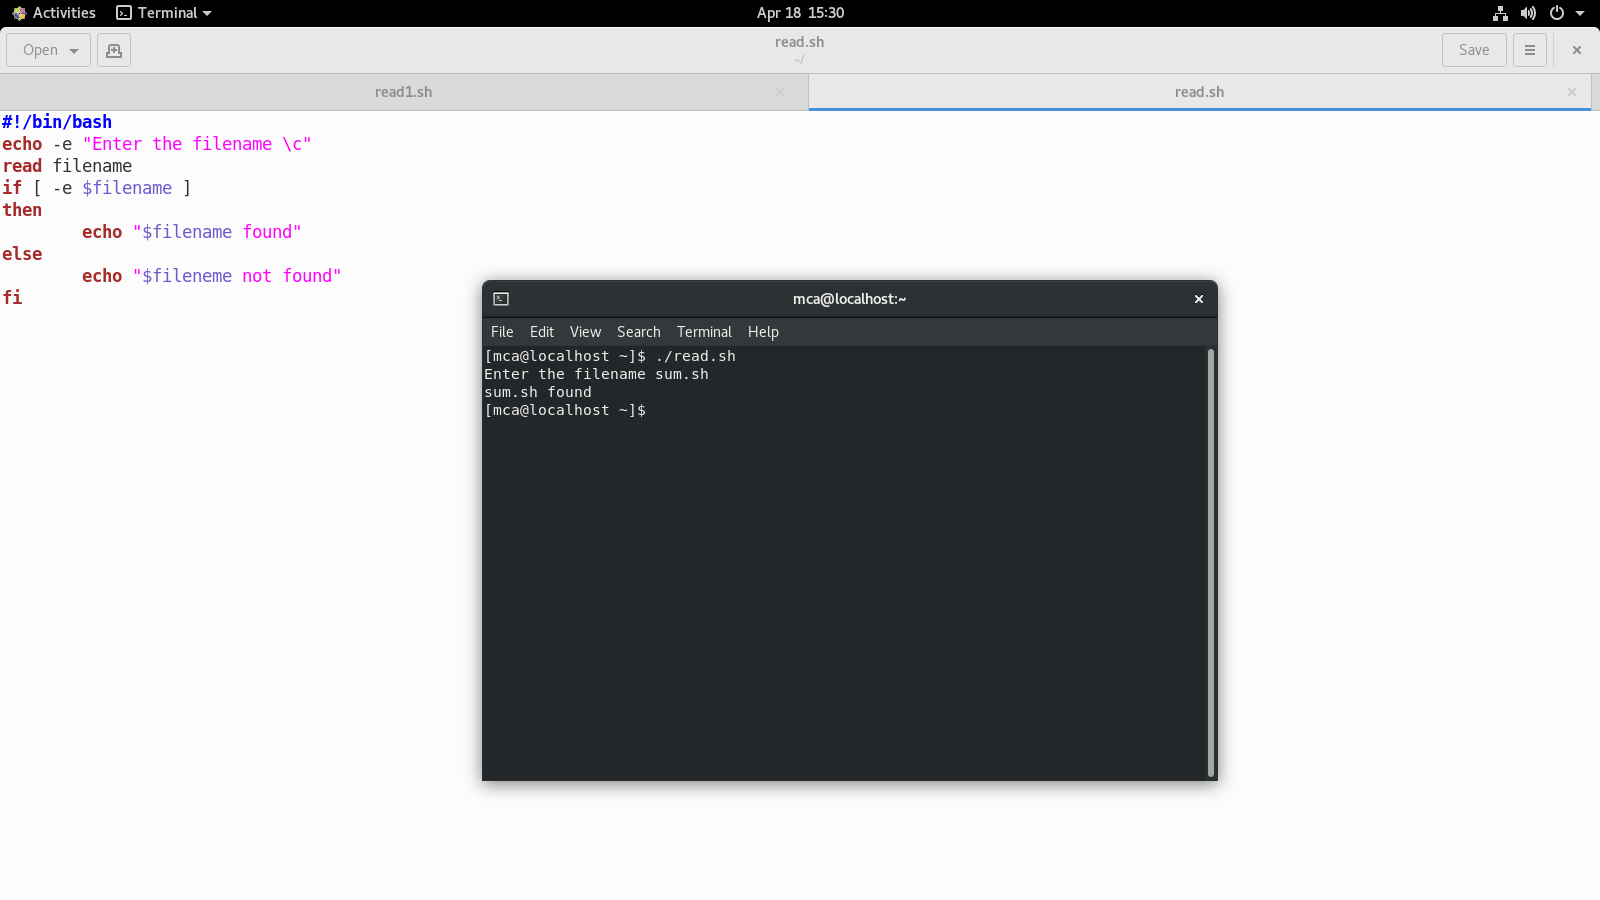 Activities Terminal Apr 18 15:30
Open read.sh Save
~/
read1.sh read.sh
#!/bin/bash
echo -e "Enter the filename \c"
read filename
if [ -e $filename ]
then
echo "$filename found"
else
echo "$fileneme not found"
fi
mca@localhost:~
File Edit View Search Terminal Help
[mca@localhost ~]$ ./read.sh
Enter the filename sum.sh
sum.sh found
[mca@localhost ~]$